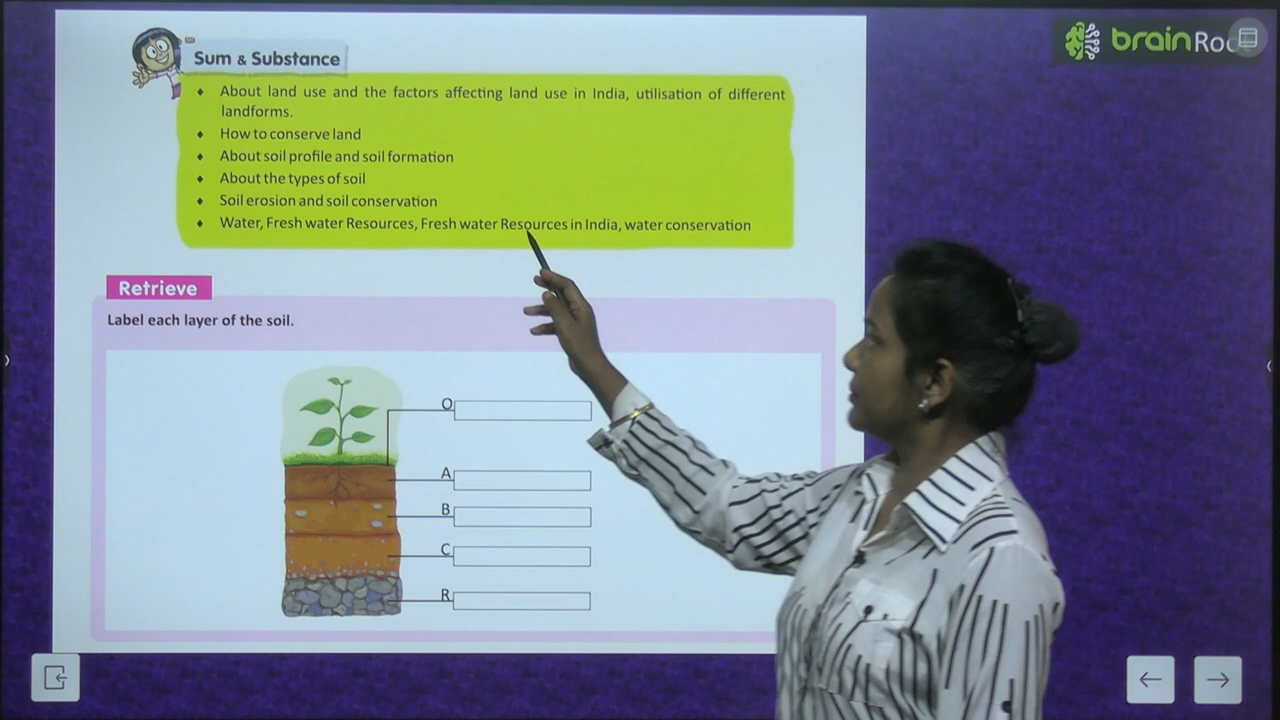 Sum & Substance
brain
About land use and the factors affecting land use in India, utilisation of different
landforms.
How to conserve land
About soil profile and soil formation
About the types of soil
Soil erosion and soil conservation
Water, Fresh water Resources, Fresh water Resources in India, water conservation
Retrieve
Label each layer of the soil.
O
A
B
C
R